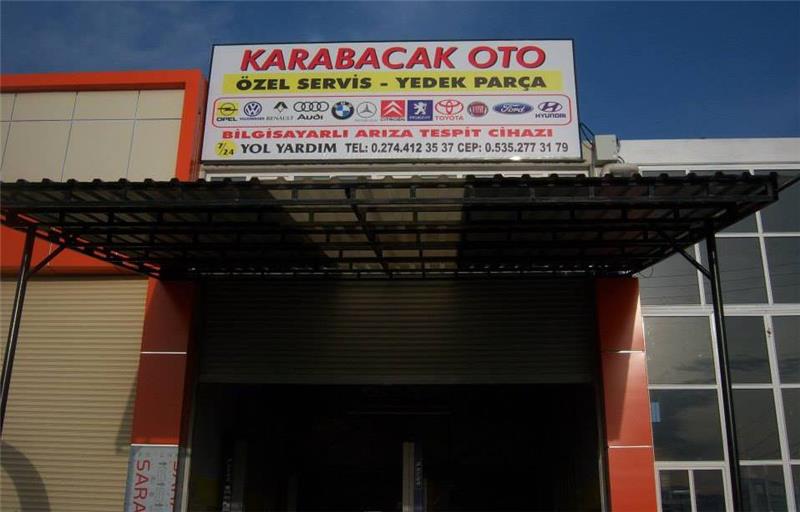 KARABACAK OTO
ÖZEL SERVİS - YEDEK PARÇA
OPEL VOLKSWAGEN RENAULT Audi BMW CITROEN PEUGEOT TOYOTA FIAT Ford HYUNDAI
BİLGİSAYARLI ARIZA TESPİT CİHAZI
7/24 YOL YARDIM TEL: 0.274.412 35 37 CEP: 0.535.277 31 79
SARA
SARA